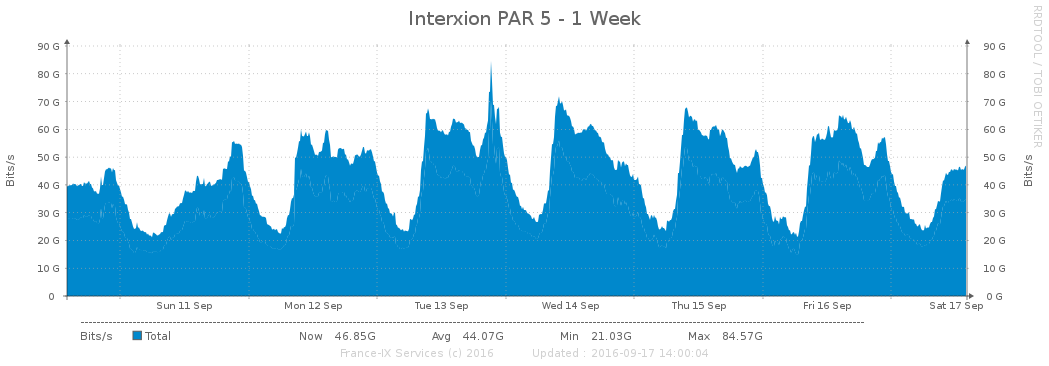 Interxion PAR 5 - 1 Week
RRDTOOL / TOBI OETIKER
Bits/s
90 G 90 G
80 G 80 G
70 G 70 G
60 G 60 G
50 G 50 G
40 G 40 G
30 G 30 G
20 G 20 G
10 G 10 G
0 0 G
Bits/s
Sun 11 Sep Mon 12 Sep Tue 13 Sep Wed 14 Sep Thu 15 Sep Fri 16 Sep Sat 17 Sep
Bits/s Total Now 46.85G Avg 44.07G Min 21.03G Max 84.57G
France-IX Services (c) 2016 Updated : 2016-09-17 14:00:04